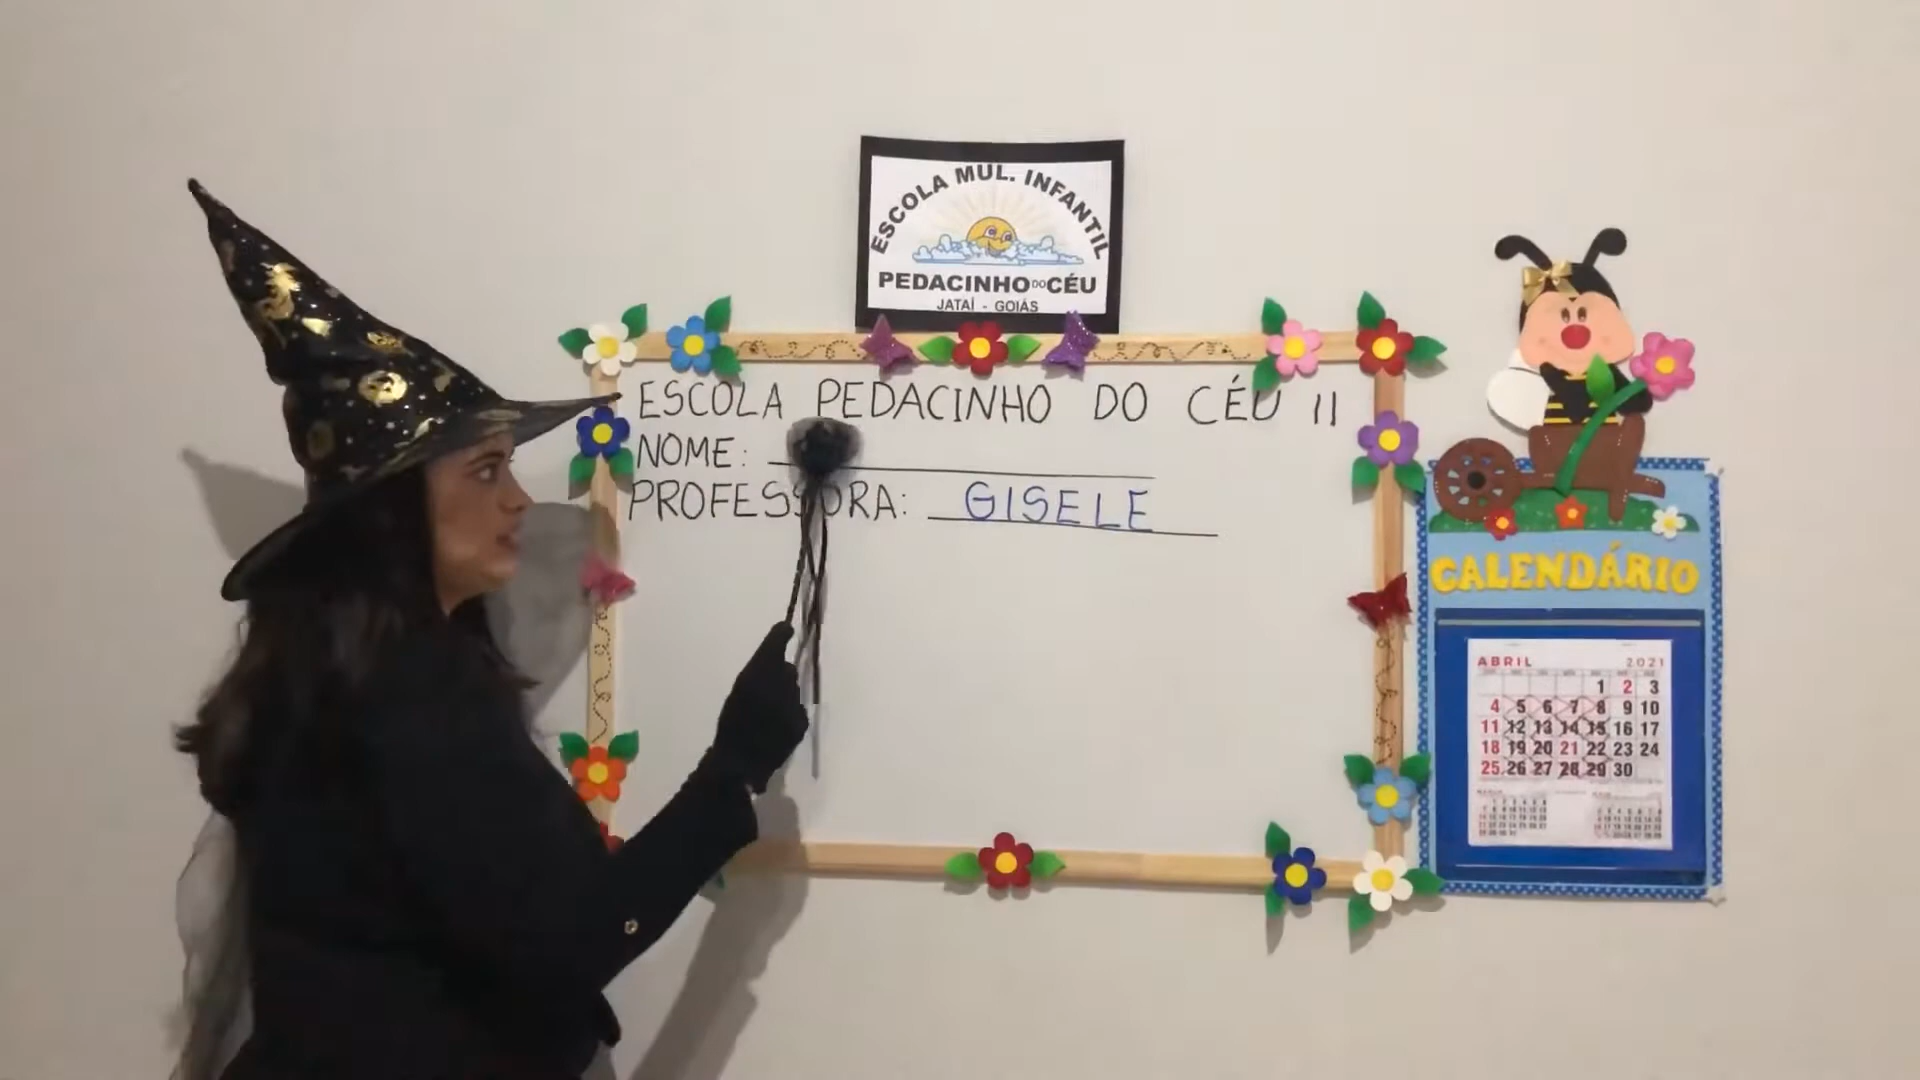 ESCOLA MUL. INFANTIL
PEDACINHO DO CÉU
JATAÍ - GOIÁS
ESCOLA PEDACINHO DO CÉU II
NOME:
PROFESSORA: GISELE
CALENDÁRIO
ABRIL 2021
1 2 3
4 5 6 7 8 9 10
11 12 13 14 15 16 17
18 19 20 21 22 23 24
25 26 27 28 29 30